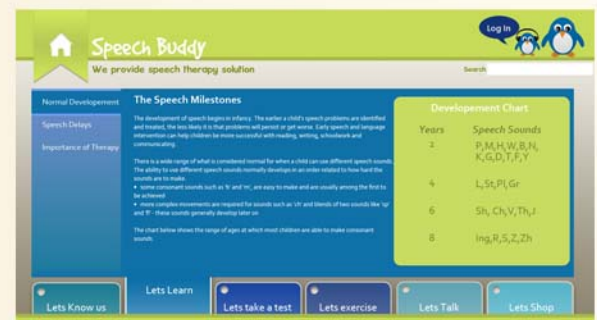 Log In
Speech Buddy
We provide speech therapy solution
Search
Normal Developement
Speech Delays
Importance of Therapy
The Speech Milestones
The development of speech begins in infancy. The earlier a child's speech problems are identified
and treated, the less likely it is that problems will persist or get worse. Early speech and language
intervention can help children be more successful with reading, writing, schoolwork and
communicating.
There is a wide range of what is considered normal for when a child can use different speech sounds.
The ability to use different speech sounds normally develops in an order related to how hard the
sounds are to make.
• some consonant sounds such as 'b' and 'm', are easy to make and are usually among the first to
be achieved
• more complex movements are required for sounds such as 'ch' and blends of two sounds like 'sp'
and 'fl' - these sounds generally develop later on
The chart below shows the range of ages at which most children are able to make consonant
sounds.
Developement Chart
Years Speech Sounds
2 P,M,H,W,B,N,
K,G,D,T,F,Y
4 L,St,Pl,Gr
6 Sh, Ch,V,Th,J
8 Ing,R,S,Z,Zh
Lets Know us
Lets Learn
Lets take a test
Lets exercise
Lets Talk
Lets Shop